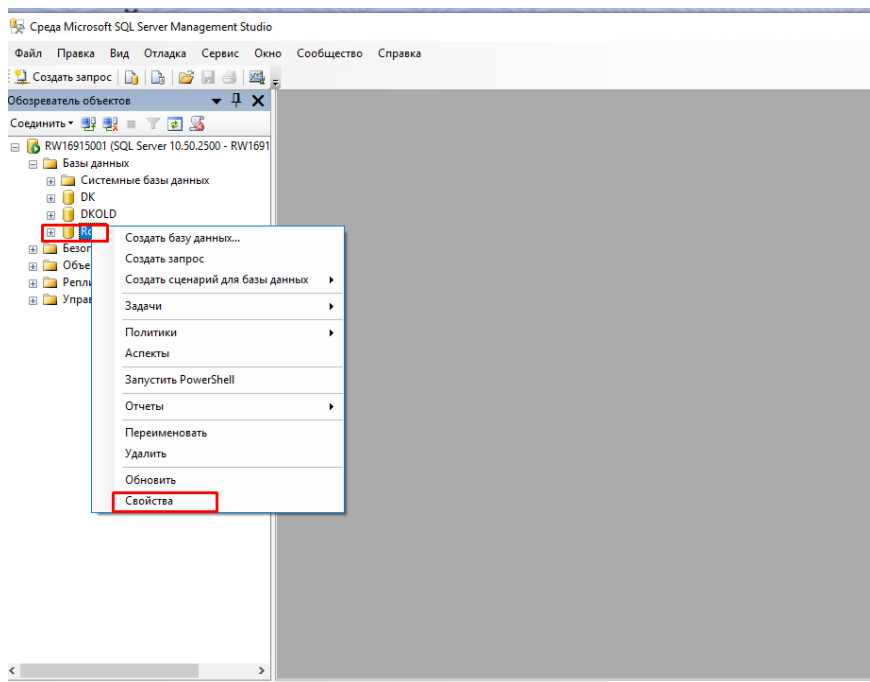 Среда Microsoft SQL Server Management Studio
Файл Правка Вид Отладка Сервис Окно Сообщество Справка
Создать запрос
Обозреватель объектов
Соединить
RW16915001 (SQL Server 10.50.2500 - RW1691
Базы данных
Системные базы данных
DK
DKOLD
Создать базу данных...
Создать запрос
Создать сценарий для базы данных
Задачи
Политики
Аспекты
Запустить PowerShell
Отчеты
Переименовать
Удалить
Обновить
Свойства